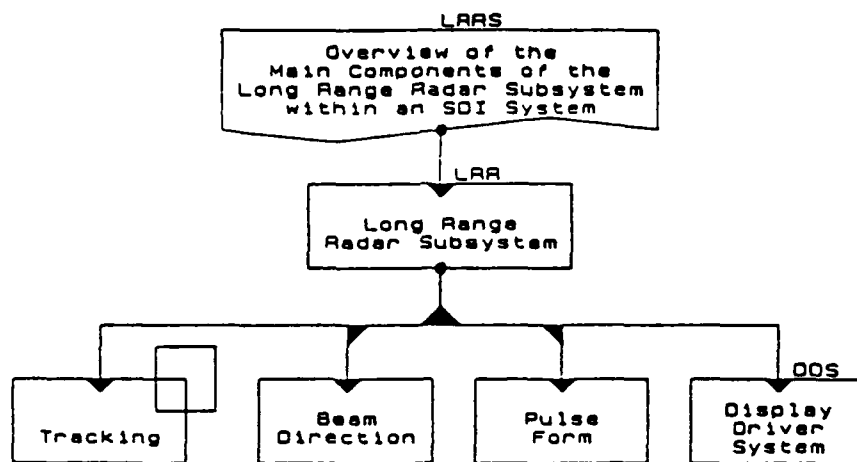 LRRS
Overview of the
Main Components of the
Long Range Radar Subsystem
within an SDI System
LRR
Long Range
Radar Subsystem
Tracking
Beam
Direction
Pulse
Form
DDS
Display
Driver
System